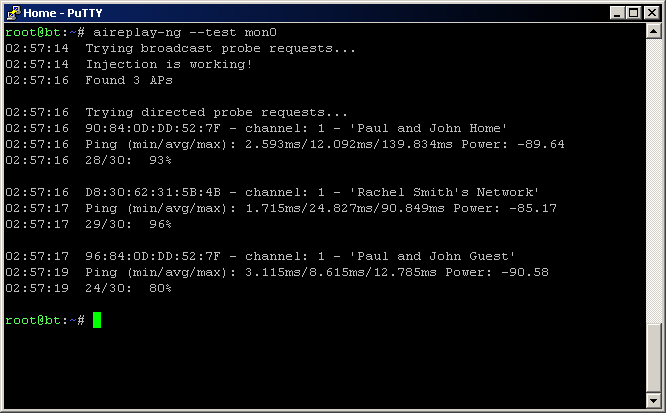 Home - PuTTY
root@bt:~# aireplay-ng --test mon0
02:57:14  Trying broadcast probe requests...
02:57:14  Injection is working!
02:57:16  Found 3 APs
02:57:16  Trying directed probe requests...
02:57:16  90:84:0D:DD:52:7F - channel: 1 - 'Paul and John Home'
02:57:16  Ping (min/avg/max): 2.593ms/12.092ms/139.834ms Power: -89.64
02:57:16  28/30:  93%
02:57:16  D8:30:62:31:5B:4B - channel: 1 - 'Rachel Smith's Network'
02:57:17  Ping (min/avg/max): 1.715ms/24.827ms/90.849ms Power: -85.17
02:57:17  29/30:  96%
02:57:17  96:84:0D:DD:52:7F - channel: 1 - 'Paul and John Guest'
02:57:19  Ping (min/avg/max): 3.115ms/8.615ms/12.785ms Power: -90.58
02:57:19  24/30:  80%
root@bt:~#